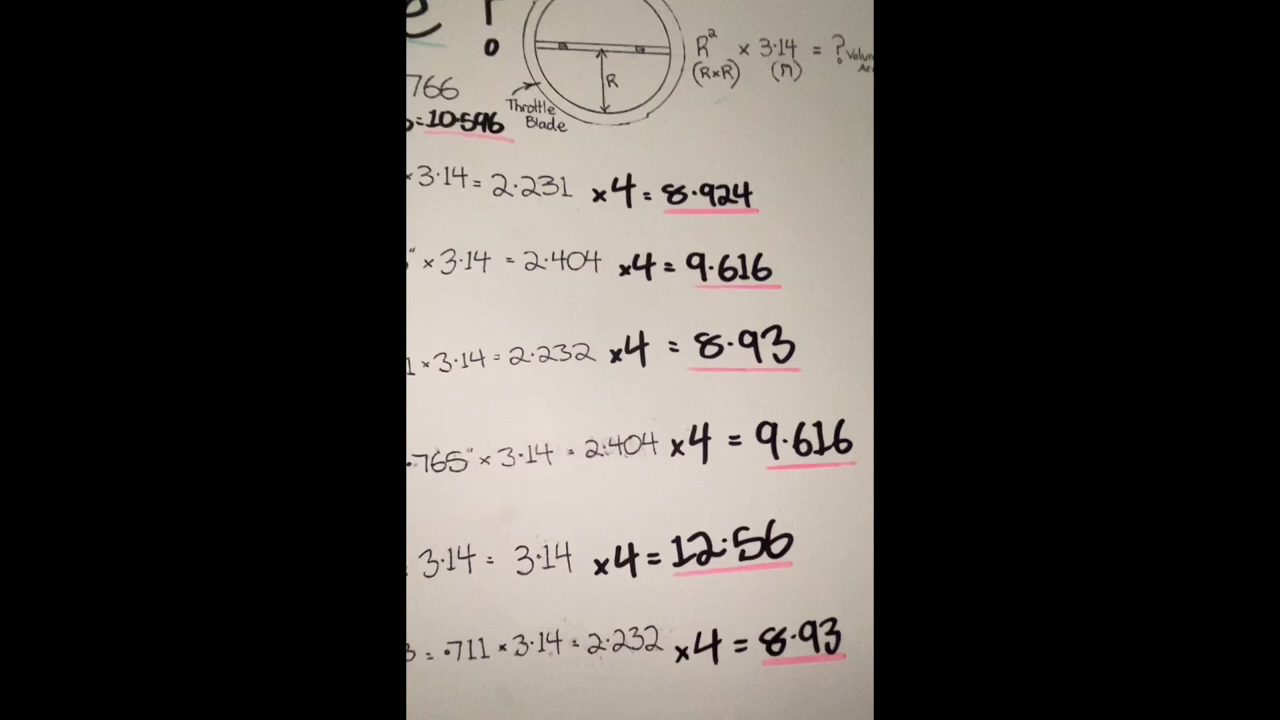 R² × 3·14 = ?
(R×R) (π)
R
Throttle
Blade
766
=10·596
×3·14 = 2·231 ×4 = 8·924
" × 3·14 = 2·404 ×4 = 9·616
1 × 3·14 = 2·232 ×4 = 8·93
·765" × 3·14 = 2·404 ×4 = 9·616
3·14 = 3·14 ×4 = 12·56
3 = ·711 × 3·14 = 2·232 ×4 = 8·93